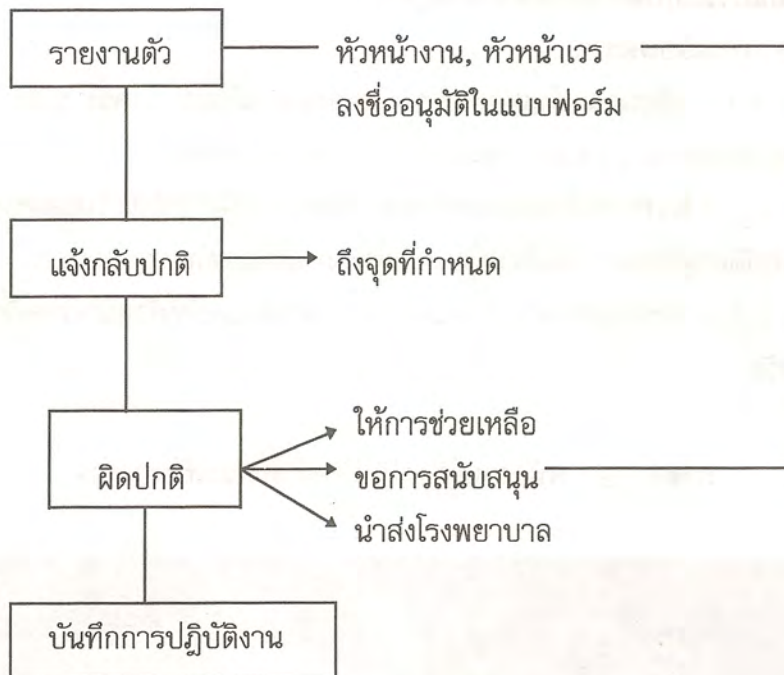 รายงานตัว
หัวหน้างาน, หัวหน้าเวร
ลงชื่ออนุมัติในแบบฟอร์ม
แจ้งกลับปกติ
ถึงจุดที่กำหนด
ผิดปกติ
ให้การช่วยเหลือ
ขอการสนับสนุน
นำส่งโรงพยาบาล
บันทึกการปฎิบัติงาน